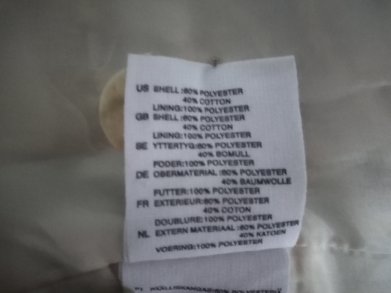 US SHELL:60% POLYESTER
40% COTTON
LINING:100% POLYESTER
GB SHELL:60% POLYESTER
40% COTTON
LINING:100% POLYESTER
SE YTTERTYG:60% POLYESTER
40% BOMULL
FODER:100% POLYESTER
DE OBERMATERIAL:60% POLYESTER
40% BAUMWOLLE
FUTTER:100% POLYESTER
FR EXTERIEUR:60% POLYESTER
40% COTON
DOUBLURE:100% POLYESTER
NL EXTERN MATERIAAL:60% POLYESTER
40% KATOEN
VOERING:100% POLYESTER